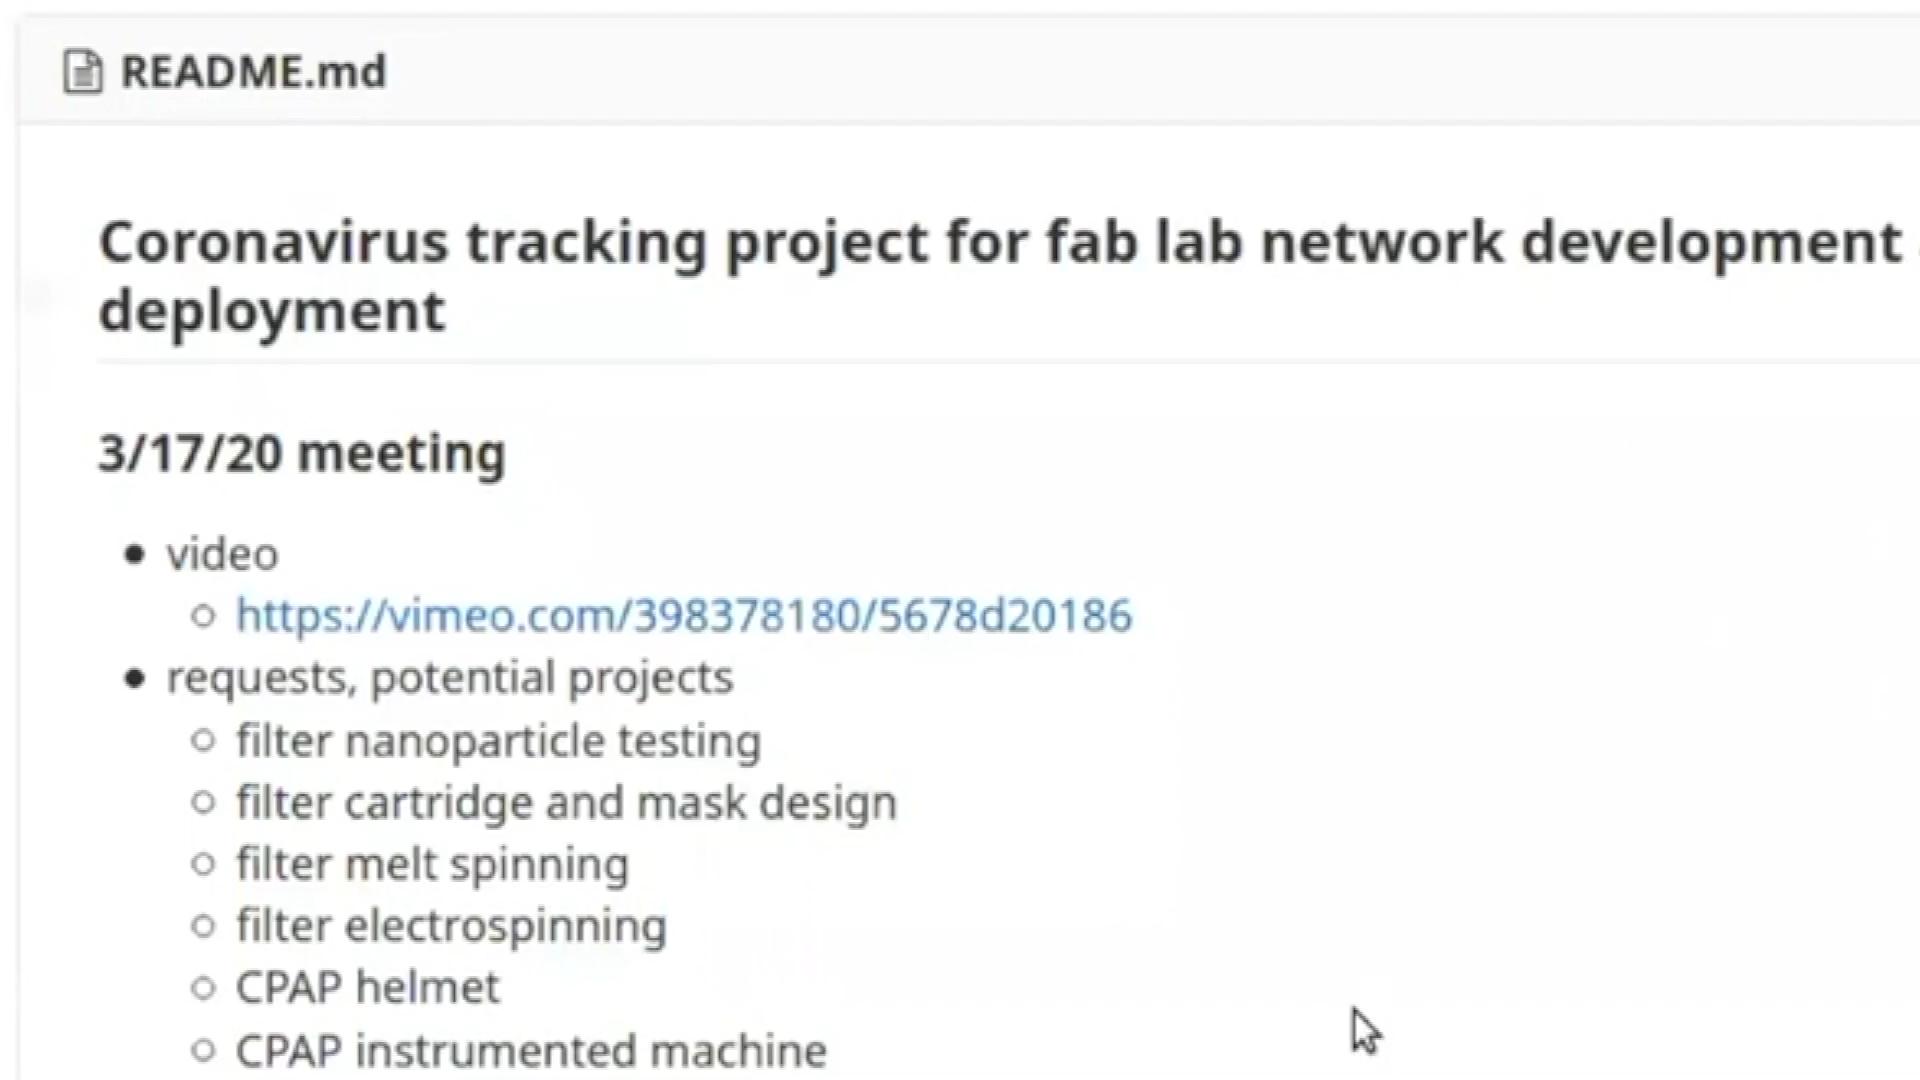 README.md
Coronavirus tracking project for fab lab network development
deployment
3/17/20 meeting
video
https://vimeo.com/398378180/5678d20186
requests, potential projects
filter nanoparticle testing
filter cartridge and mask design
filter melt spinning
filter electrospinning
CPAP helmet
CPAP instrumented machine